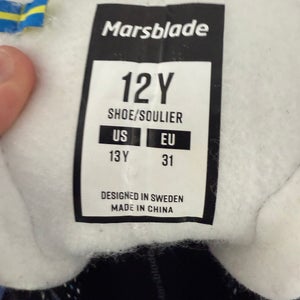 Marsblade
12Y
SHOE/SOULIER
US EU
13Y 31
DESIGNED IN SWEDEN
MADE IN CHINA